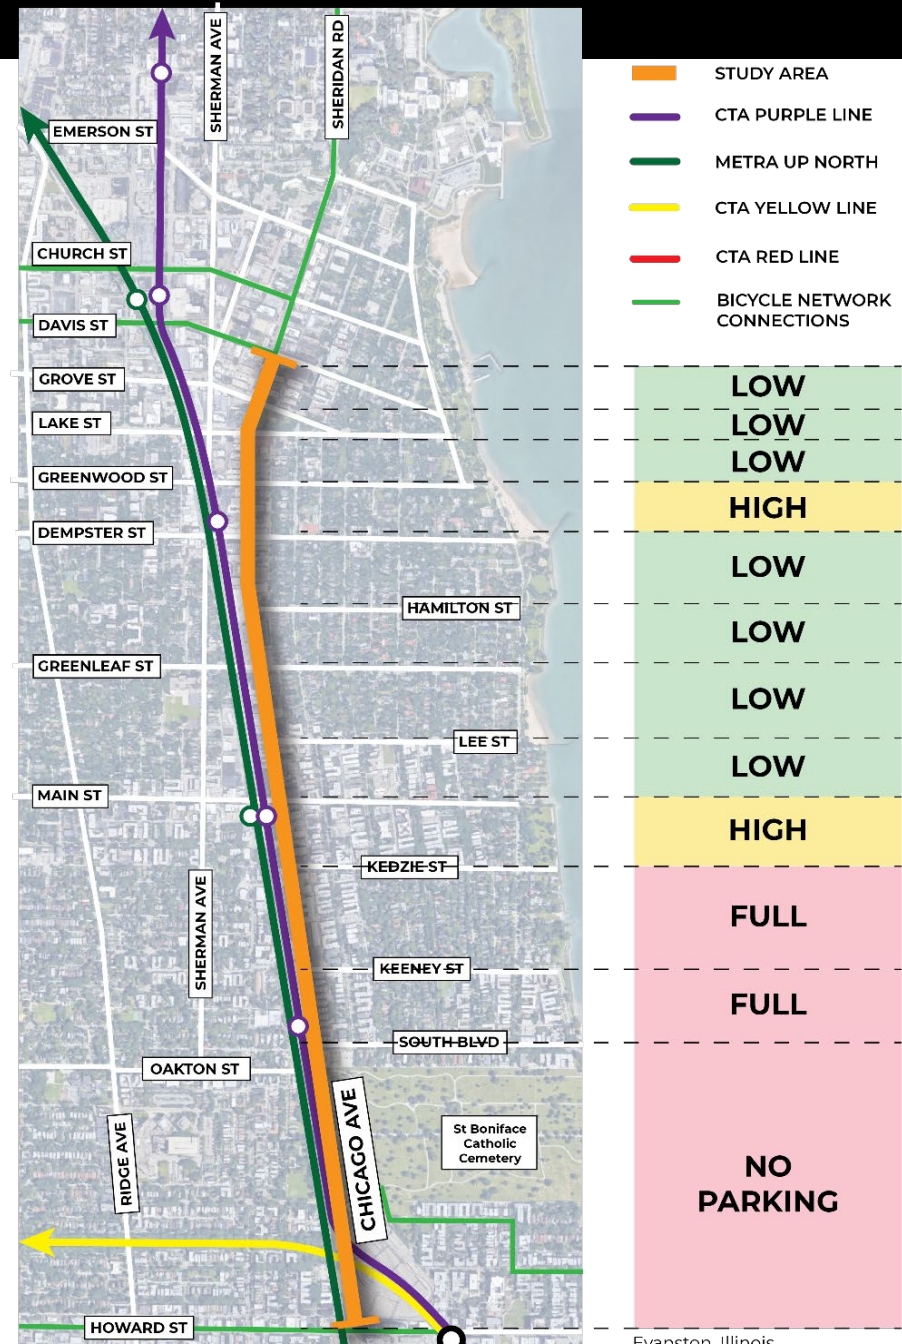 SHERMAN AVE
SHERIDAN RD
EMERSON ST
CHURCH ST
DAVIS ST
GROVE ST
LAKE ST
GREENWOOD ST
DEMPSTER ST
HAMILTON ST
GREENLEAF ST
LEE ST
MAIN ST
KEDZIE ST
SHERMAN AVE
KEENEY ST
SOUTH BLVD
OAKTON ST
CHICAGO AVE
RIDGE AVE
St Boniface
Catholic
Cemetery
HOWARD ST
STUDY AREA
CTA PURPLE LINE
METRA UP NORTH
CTA YELLOW LINE
CTA RED LINE
BICYCLE NETWORK
CONNECTIONS
LOW
LOW
LOW
HIGH
LOW
LOW
LOW
LOW
HIGH
FULL
FULL
NO
PARKING
Evanston, Illinois